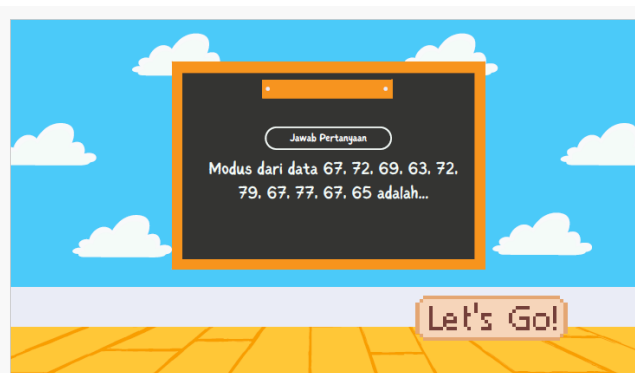 Jawab Pertanyaan
Modus dari data 67. 72. 69. 63. 72.
79. 67. 77. 67. 65 adalah...
Let's Go!